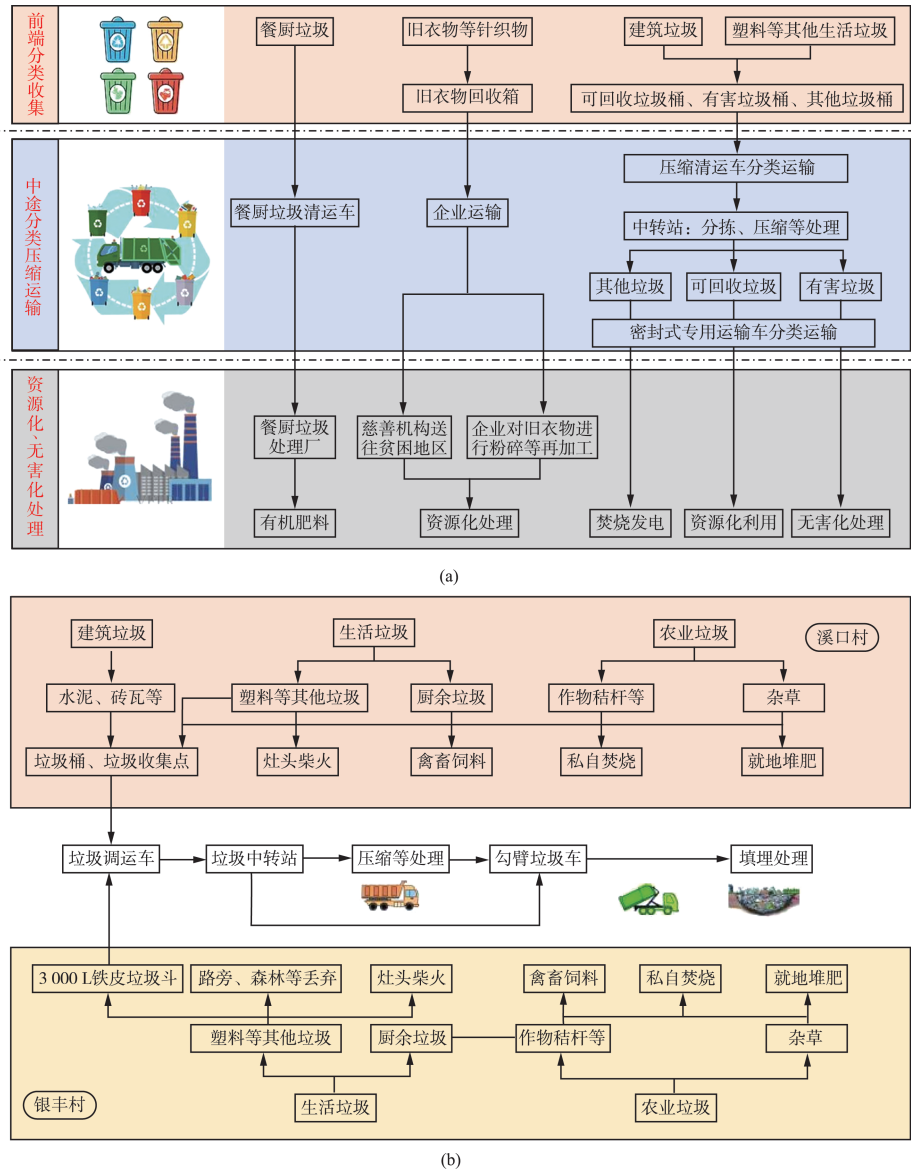 前端分类收集
餐厨垃圾
旧衣物等针织物
建筑垃圾
塑料等其他生活垃圾
旧衣物回收箱
可回收垃圾桶、有害垃圾桶、其他垃圾桶
中途分类压缩运输
压缩清运车分类运输
餐厨垃圾清运车
企业运输
中转站：分拣、压缩等处理
其他垃圾
可回收垃圾
有害垃圾
密封式专用运输车分类运输
资源化、无害化处理
餐厨垃圾
处理厂
慈善机构送
往贫困地区
企业对旧衣物进
行粉碎等再加工
有机肥料
资源化处理
焚烧发电
资源化利用
无害化处理
(a)
建筑垃圾
生活垃圾
农业垃圾
溪口村
水泥、砖瓦等
塑料等其他垃圾
厨余垃圾
作物秸杆等
杂草
垃圾桶、垃圾收集点
灶头柴火
禽畜饲料
私自焚烧
就地堆肥
垃圾调运车
垃圾中转站
压缩等处理
勾臂垃圾车
填埋处理
3 000 L铁皮垃圾斗
路旁、森林等丢弃
灶头柴火
禽畜饲料
私自焚烧
就地堆肥
塑料等其他垃圾
厨余垃圾
作物秸杆等
杂草
银丰村
生活垃圾
农业垃圾
(b)